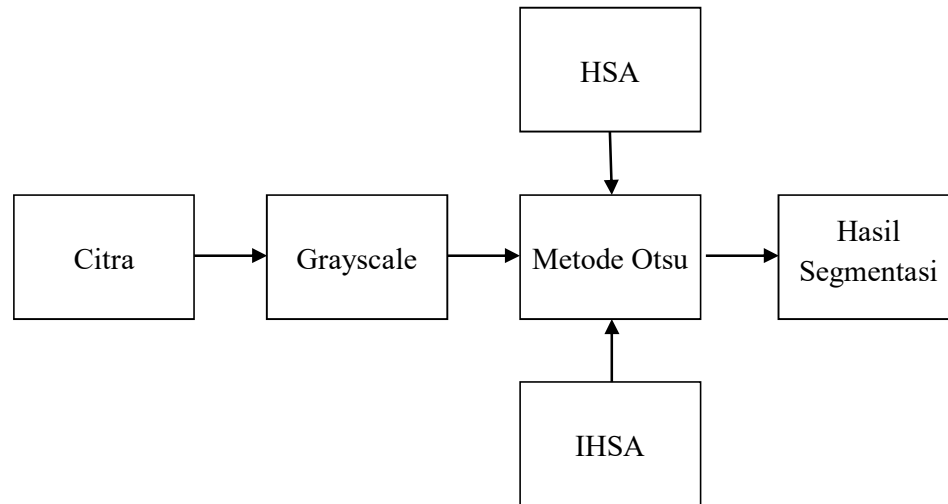 HSA
Citra
Grayscale
Metode Otsu
Hasil
Segmentasi
IHSA